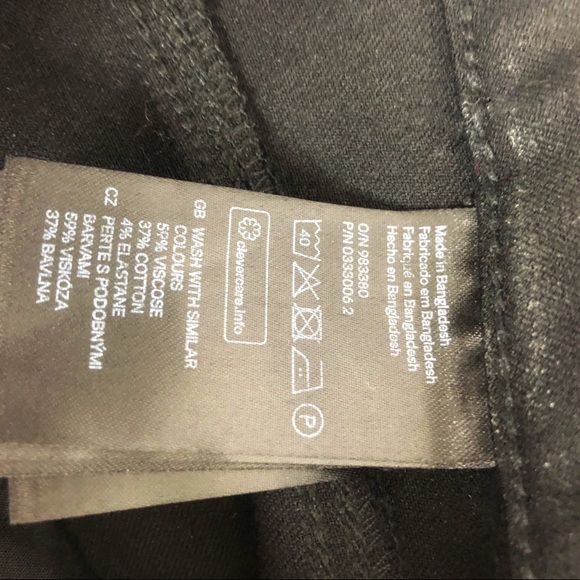 Made in Bangladesh
Fabricado em Bangladesh
Fabriqué en Bangladesh
Hecho en Bangladesh
O/N 983380
P/N 0333006 2
40 P
clevercare.info
GB WASH WITH SIMILAR
COLOURS
59% VISCOSE
37% COTTON
4% ELASTANE
CZ PERTE S PODOBNÝMI
BARVAMI
59% VISKÓZA
37% BAVLNA